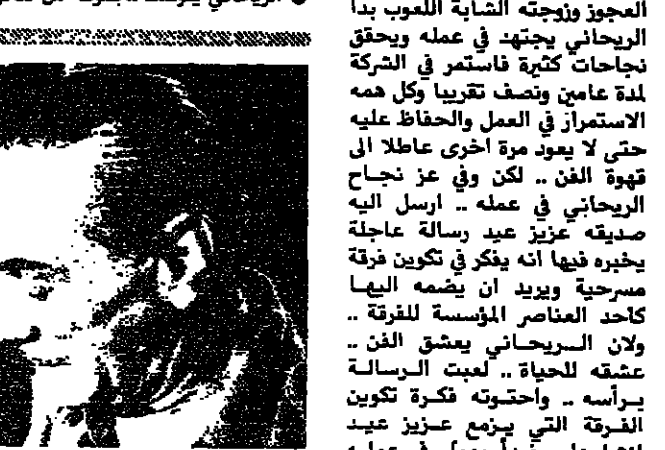 ● الريحاني
العجوز وزوجته الشابة اللعوب بدا
الريحاني يجتهد في عمله ويحقق
نجاحات كثيرة فاستمر في الشركة
لمدة عامين ونصف تقريبا وكل همه
الاستمراز في العمل والحفاظ عليه
حتى لا يعود مرة اخرى عاطلا الى
قهوة الفن .. لكن وفي عز نجاح
الريحاني في عمله .. ارسل اليه
صديقه عزيز عيد رسالة عاجلة
يخبره فيها انه يفكر في تكوين فرقة
مسرحية ويريد ان يضمه اليها
كأحد العناصر المؤسسة للفرقة ..
ولان الريحاني يعشق الفن ..
عشقه للحياة .. لعبت الرسالة
برأسه .. واحتوته فكرة تكوين
الفرقة التي يزمع عزيز عيد